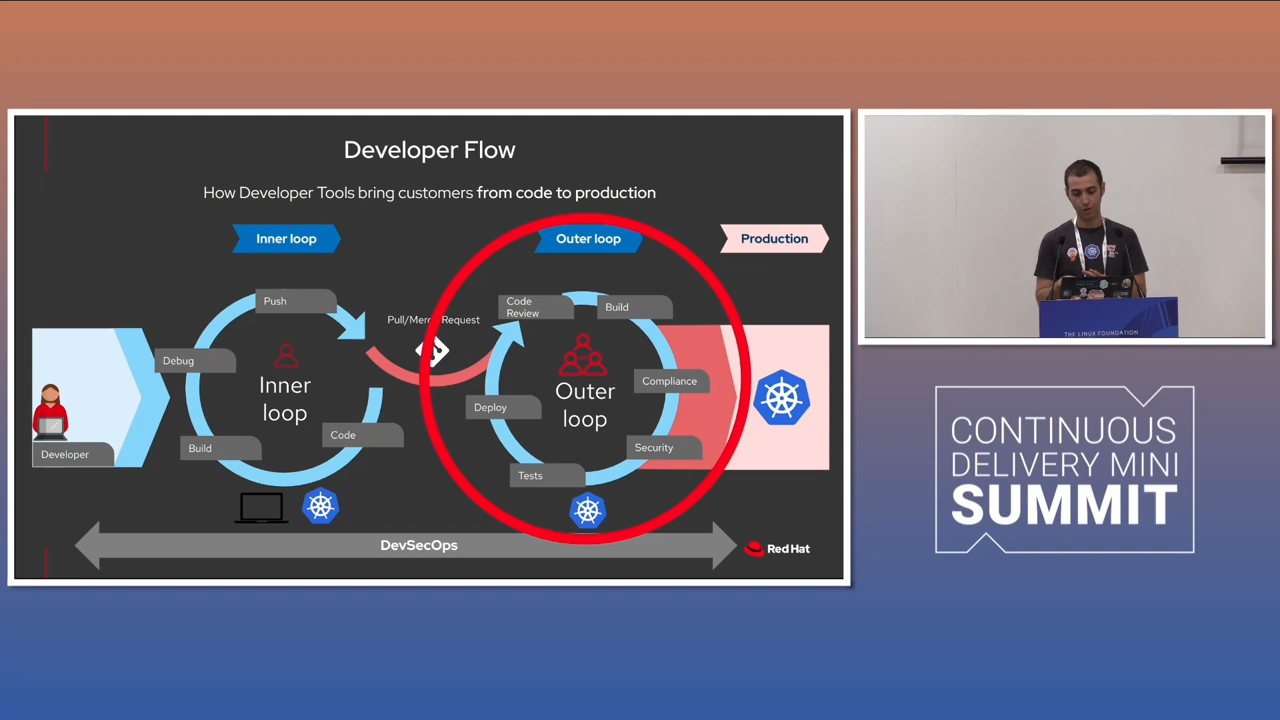 Developer Flow
How Developer Tools bring customers from code to production
Inner loop
Outer loop
Production
Push
Debug
Inner
loop
Build
Code
Developer
Pull/Merge Request
Code
Review
Build
Compliance
Outer
loop
Deploy
Security
Tests
DevSecOps
Red Hat
THE LINUX FOUNDATION
CONTINUOUS
DELIVERY MINI
SUMMIT